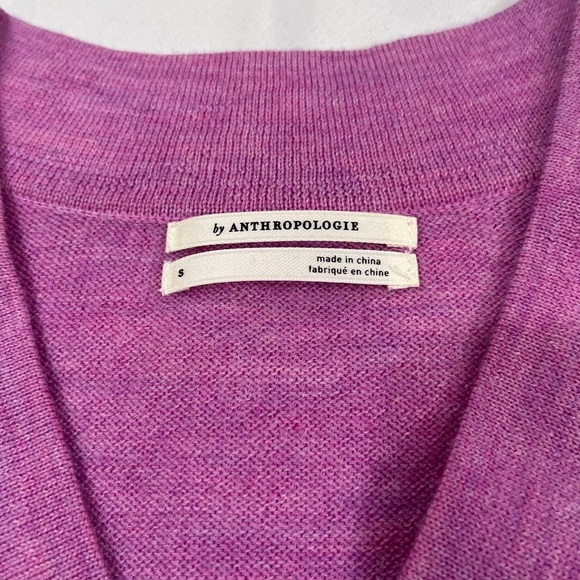 by ANTHROPOLOGIE
S
made in china
fabriqué en chine